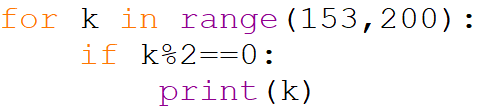 for k in range(153,200):
    if k%2==0:
        print(k)